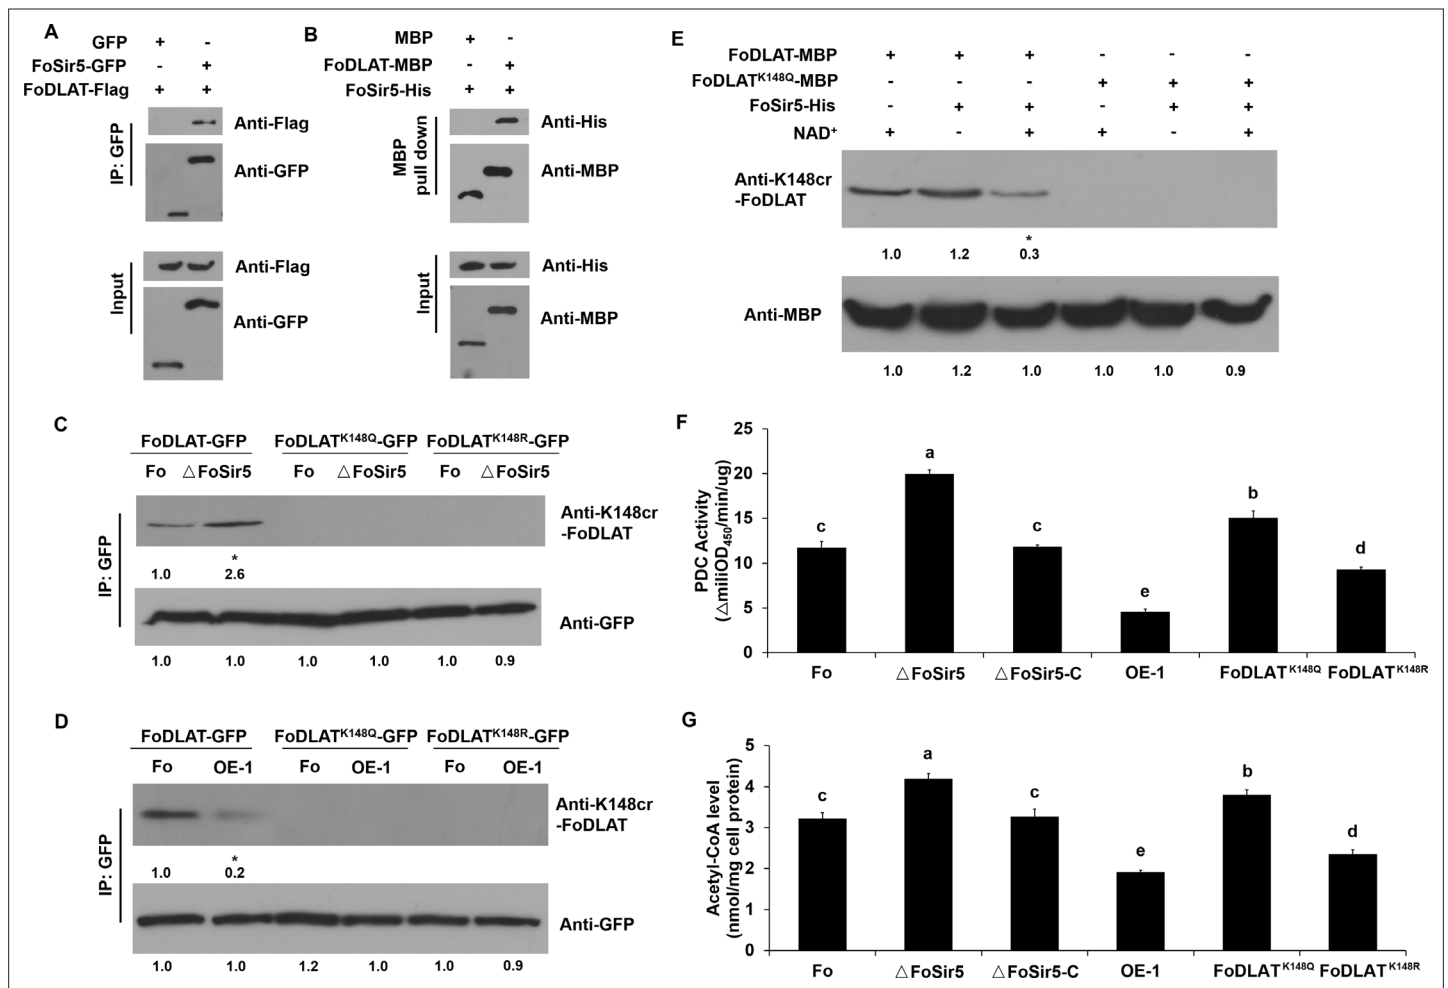 A
GFP + -
FoSir5-GFP - +
FoDLAT-Flag + +
IP: GFP
Anti-Flag
Anti-GFP
Input
Anti-Flag
Anti-GFP
B
MBP + -
FoDLAT-MBP - +
FoSir5-His + +
MBP
pull down
Anti-His
Anti-MBP
Input
Anti-His
Anti-MBP
C
FoDLAT-GFP FoDLATK148Q-GFP FoDLATK148R-GFP
Fo △FoSir5 Fo △FoSir5 Fo △FoSir5
IP: GFP
Anti-K148cr
-FoDLAT
*
1.0 2.6
Anti-GFP
1.0 1.0 1.0 1.0 1.0 0.9
D
FoDLAT-GFP FoDLATK148Q-GFP FoDLATK148R-GFP
Fo OE-1 Fo OE-1 Fo OE-1
IP: GFP
Anti-K148cr
-FoDLAT
*
1.0 0.2
Anti-GFP
1.0 1.0 1.2 1.0 1.0 0.9
E
FoDLAT-MBP + + + - - -
FoDLATK148Q-MBP - - - + + +
FoSir5-His - + + - + +
NAD+ + - + + - +
Anti-K148cr
-FoDLAT
*
1.0 1.2 0.3
Anti-MBP
1.0 1.2 1.0 1.0 1.0 0.9
F
PDC Activity
(△miliOD450/min/ug)
25
20
15
10
5
0
c a c e b d
Fo △FoSir5 △FoSir5-C OE-1 FoDLATK148Q FoDLATK148R
G
Acetyl-CoA level
(nmol/mg cell protein)
5
4
3
2
1
0
c a c e b d
Fo △FoSir5 △FoSir5-C OE-1 FoDLATK148Q FoDLATK148R